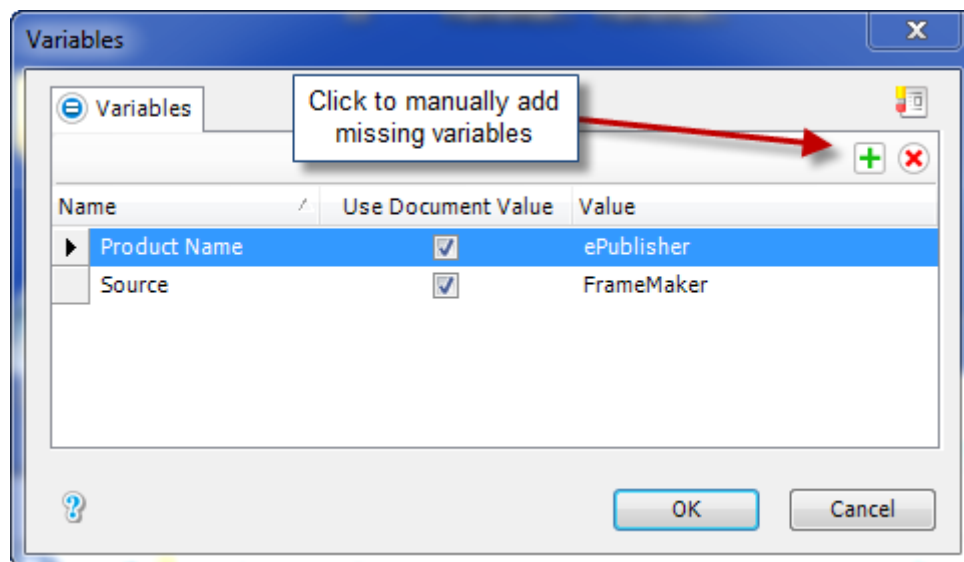 Variables
Variables
Click to manually add
missing variables
Name Use Document Value Value
Product Name ePublisher
Source FrameMaker
OK Cancel